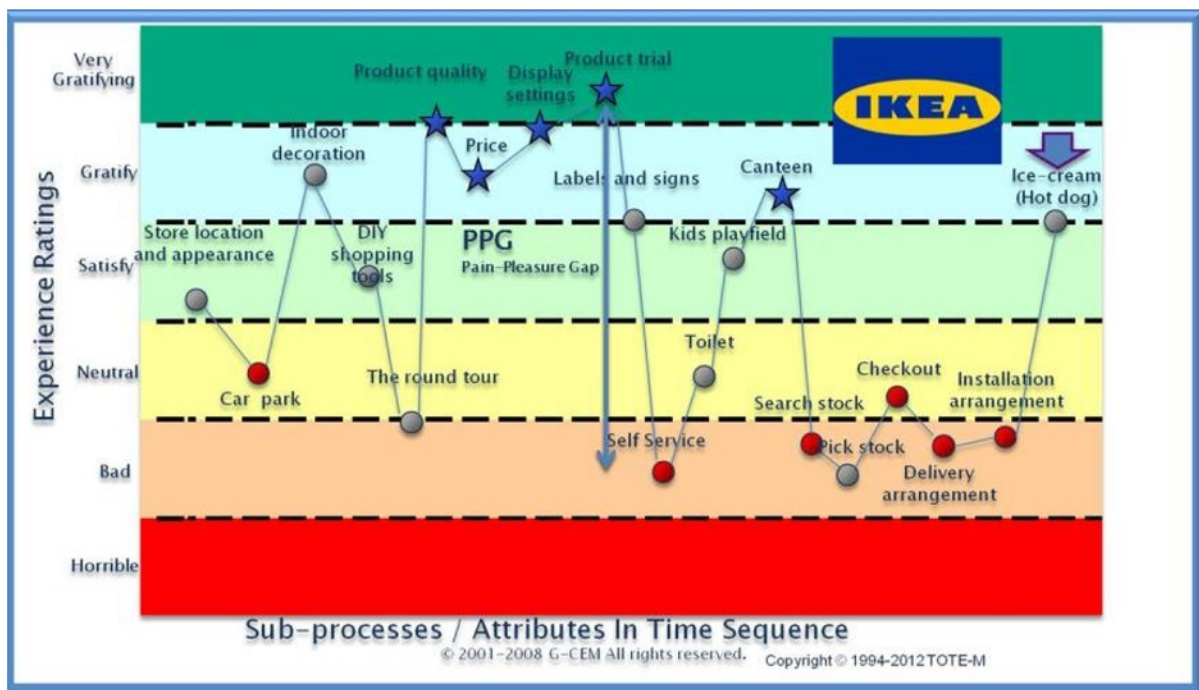 Very
Gratifying
Product quality
Display
settings
Product trial
IKEA
Indoor
decoration
Price
Gratify
Labels and signs
Canteen
Ice-cream
(Hot dog)
Store location
and appearance
DIY
shopping
tools
PPG
Pain-Pleasure Gap
Kids playfield
Satisfy
Experience Ratings
Neutral
Car park
The round tour
Toilet
Checkout
Search stock
Installation
arrangement
Self Service
Pick stock
Bad
Delivery
arrangement
Horrible
Sub-processes / Attributes In Time Sequence
© 2001-2008 G-CEM All rights reserved.
Copyright © 1994-2012 TOTE-M